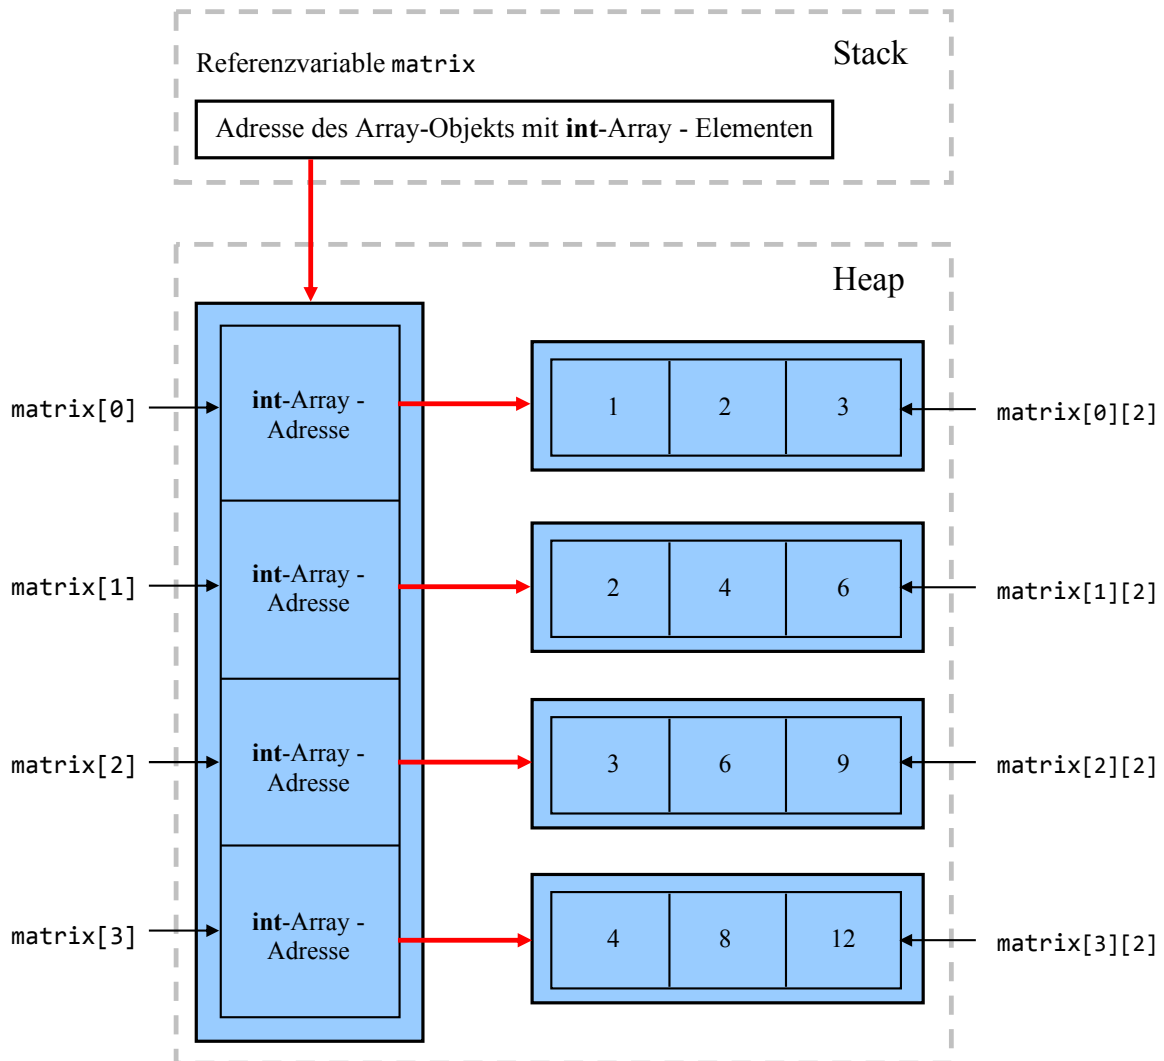 Stack
Referenzvariable matrix
Adresse des Array-Objekts mit int-Array - Elementen
Heap
matrix[0]
int-Array -
Adresse
1 2 3
matrix[0][2]
matrix[1]
int-Array -
Adresse
2 4 6
matrix[1][2]
matrix[2]
int-Array -
Adresse
3 6 9
matrix[2][2]
matrix[3]
int-Array -
Adresse
4 8 12
matrix[3][2]